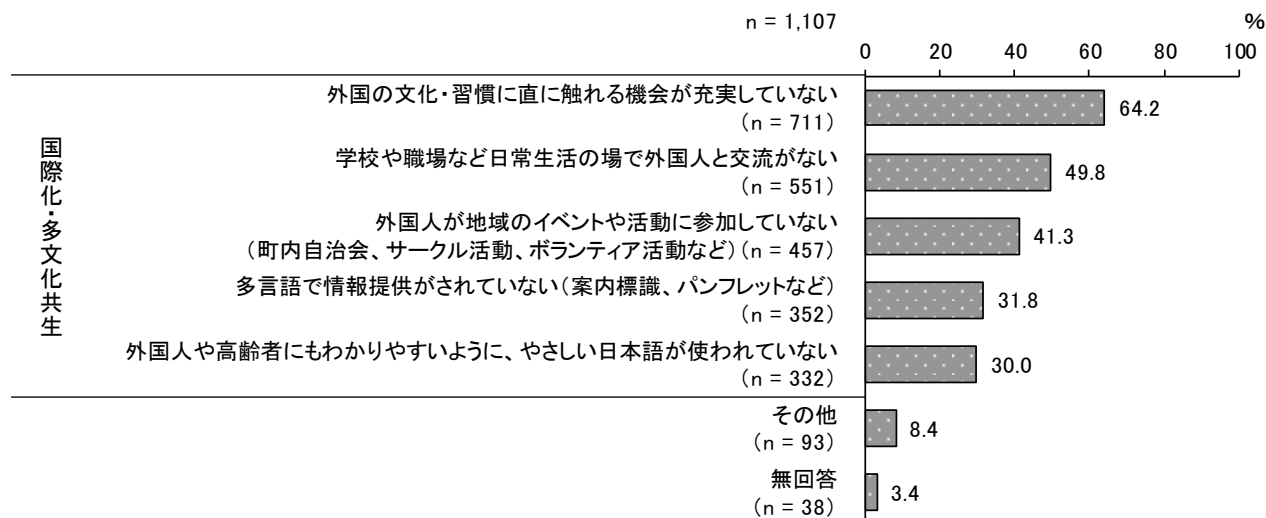 n = 1,107
%
0 20 40 60 80 100
国際化・多文化共生
外国の文化・習慣に直に触れる機会が充実していない
（n = 711）
64.2
学校や職場など日常生活の場で外国人と交流がない
（n = 551）
49.8
外国人が地域のイベントや活動に参加していない
（町内自治会、サークル活動、ボランティア活動など）（n = 457）
41.3
多言語で情報提供がされていない（案内標識、パンフレットなど）
（n = 352）
31.8
外国人や高齢者にもわかりやすいように、やさしい日本語が使われていない
（n = 332）
30.0
その他
（n = 93）
8.4
無回答
（n = 38）
3.4